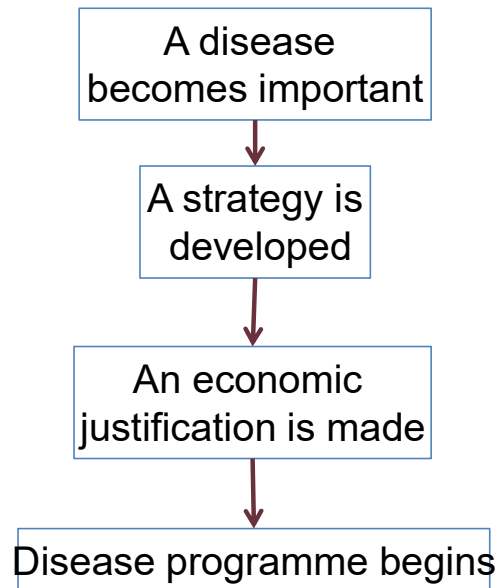 A disease
becomes important
A strategy is
developed
An economic
justification is made
Disease programme begins